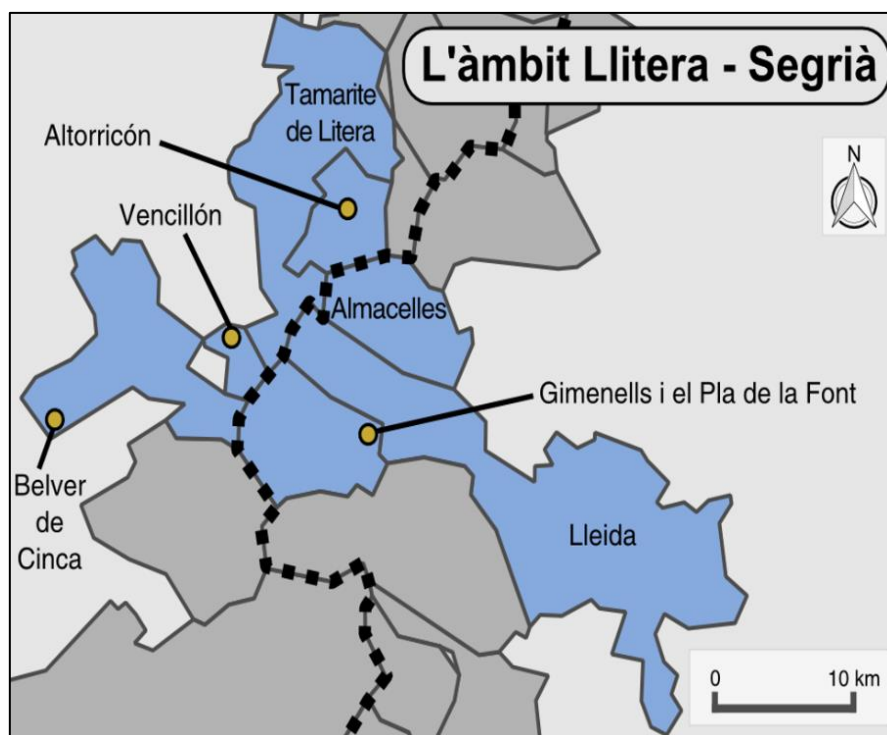 L'àmbit Llitera - Segrià
Tamarite
de Litera
Altorricón
Vencillón
N
Almacelles
Gimenells i el Pla de la Font
Belver
de
Cinca
Lleida
0 10 km